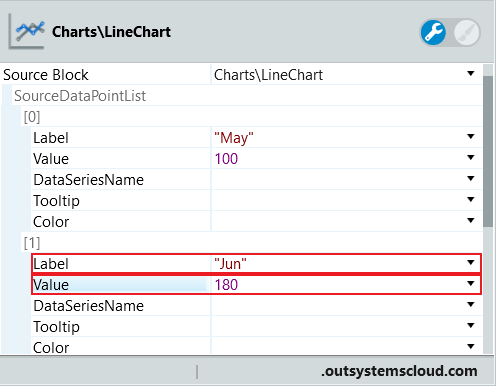 Charts\LineChart
Source Block Charts\LineChart
SourceDataPointList
[0]
Label "May"
Value 100
DataSeriesName
Tooltip
Color
[1]
Label "Jun"
Value 180
DataSeriesName
Tooltip
Color
.outsystemscloud.com